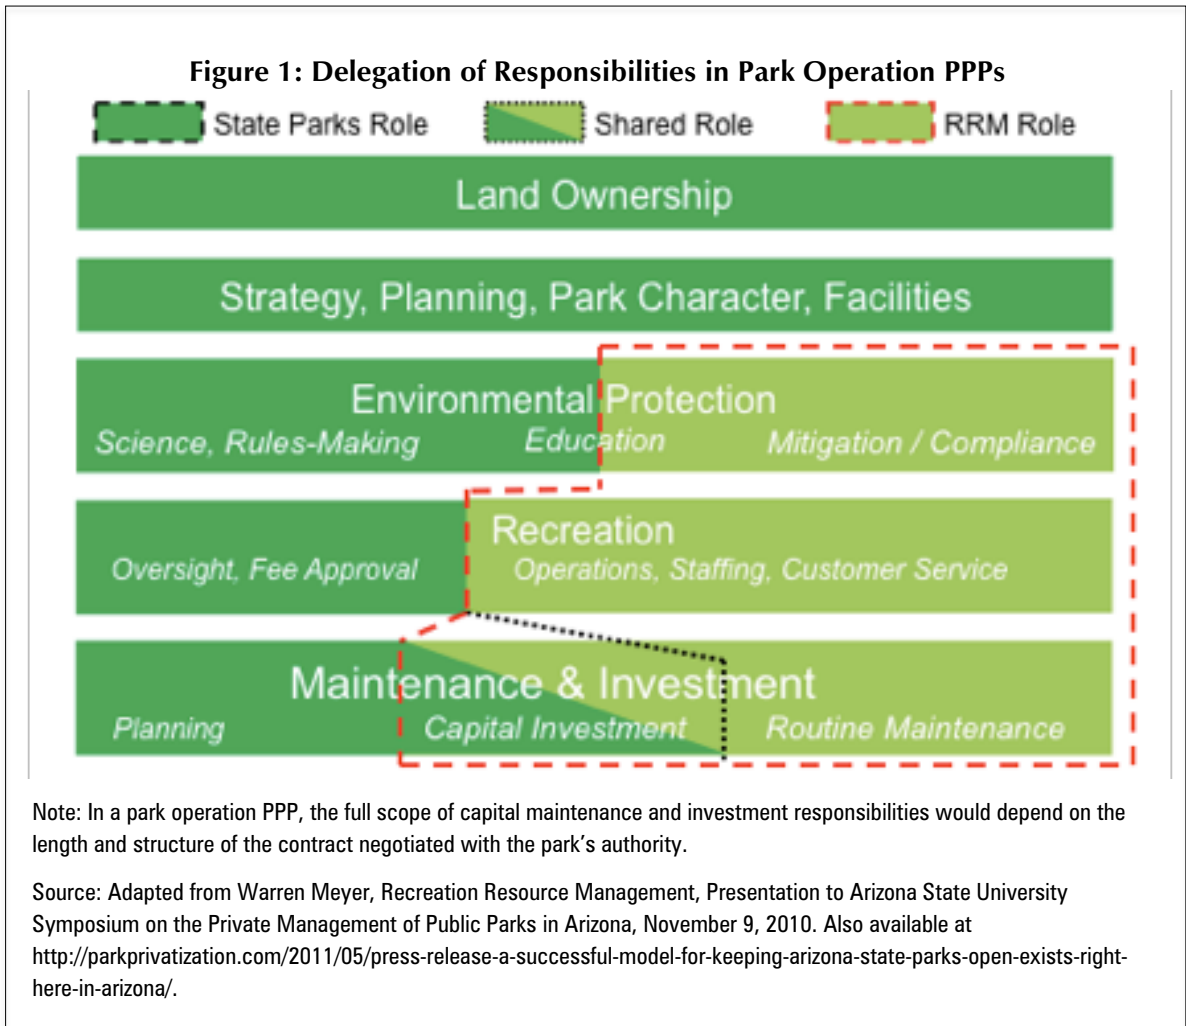 Figure 1: Delegation of Responsibilities in Park Operation PPPs
State Parks Role
Shared Role
RRM Role
Land Ownership
Strategy, Planning, Park Character, Facilities
Environmental Protection
Science, Rules-Making
Education
Mitigation / Compliance
Recreation
Oversight, Fee Approval
Operations, Staffing, Customer Service
Maintenance & Investment
Planning
Capital Investment
Routine Maintenance
Note: In a park operation PPP, the full scope of capital maintenance and investment responsibilities would depend on the
length and structure of the contract negotiated with the park's authority.
Source: Adapted from Warren Meyer, Recreation Resource Management, Presentation to Arizona State University
Symposium on the Private Management of Public Parks in Arizona, November 9, 2010. Also available at
http://parkprivatization.com/2011/05/press-release-a-successful-model-for-keeping-arizona-state-parks-open-exists-right-
here-in-arizona/.